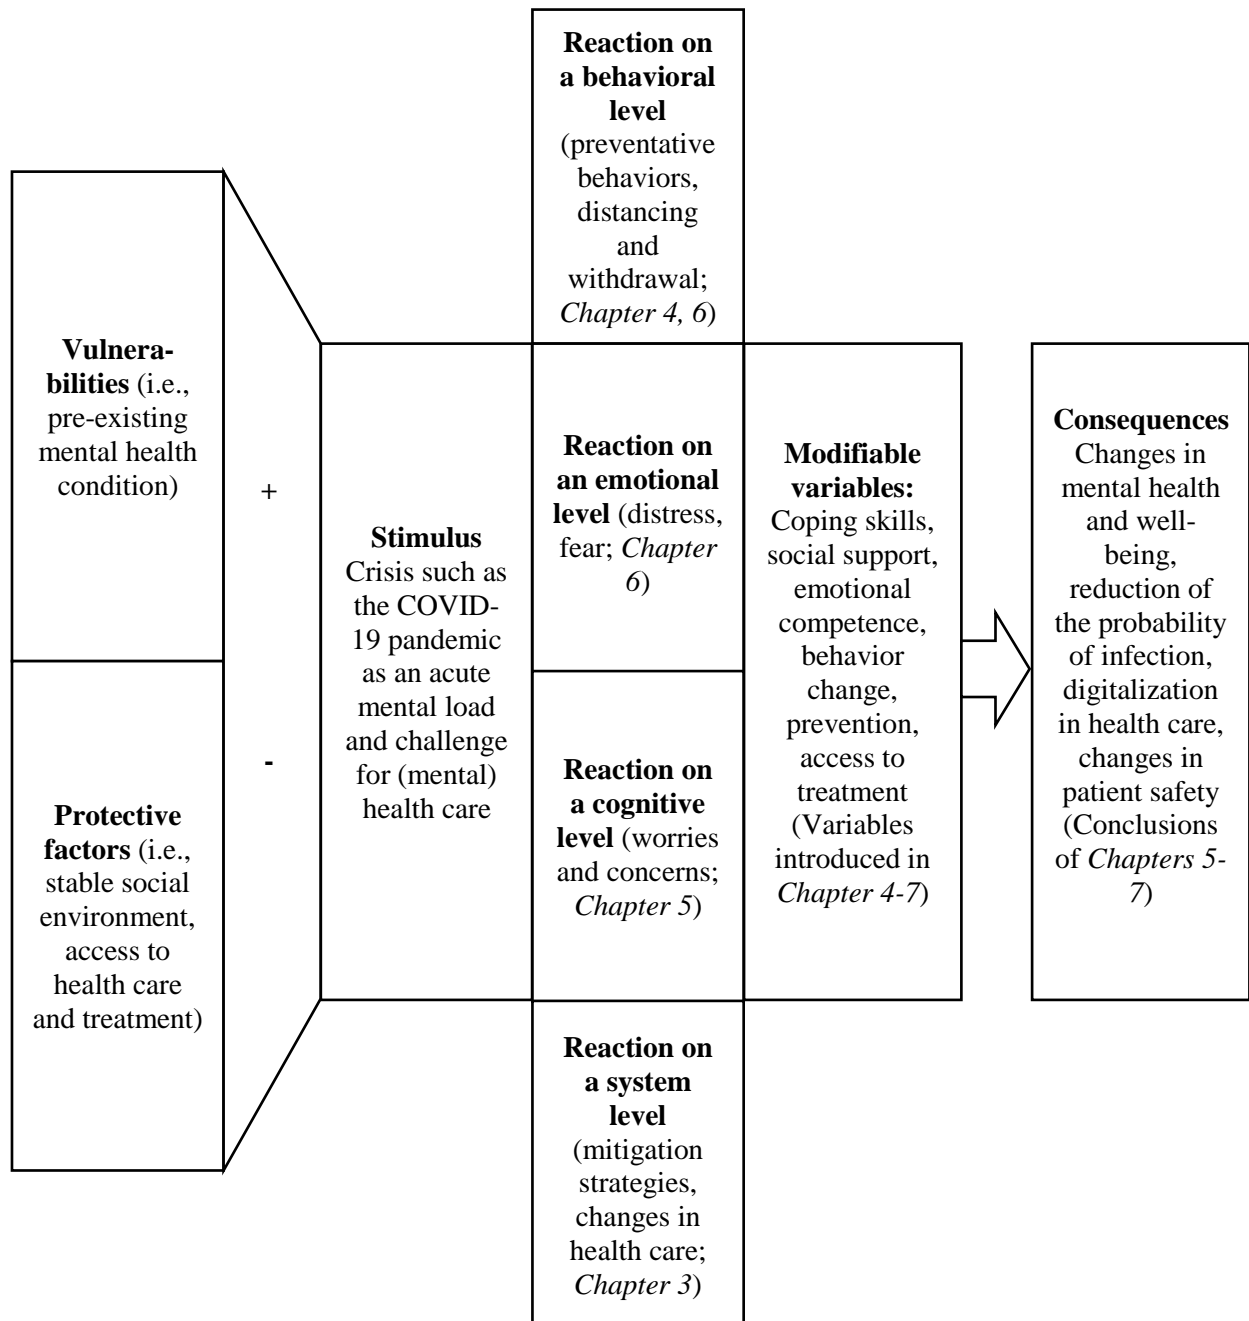 Vulnera-
bilities (i.e.,
pre-existing
mental health
condition)
Protective
factors (i.e.,
stable social
environment,
access to
health care
and treatment)
+
-
Stimulus
Crisis such as
the COVID-
19 pandemic
as an acute
mental load
and challenge
for (mental)
health care
Reaction on
a behavioral
level
(preventative
behaviors,
distancing
and
withdrawal;
Chapter 4, 6)
Reaction on
an emotional
level (distress,
fear; Chapter
6)
Reaction on
a cognitive
level (worries
and concerns;
Chapter 5)
Reaction on
a system
level
(mitigation
strategies,
changes in
health care;
Chapter 3)
Modifiable
variables:
Coping skills,
social support,
emotional
competence,
behavior
change,
prevention,
access to
treatment
(Variables
introduced in
Chapter 4-7)
Consequences
Changes in
mental health
and well-
being,
reduction of
the probability
of infection,
digitalization
in health care,
changes in
patient safety
(Conclusions
of Chapters 5-
7)